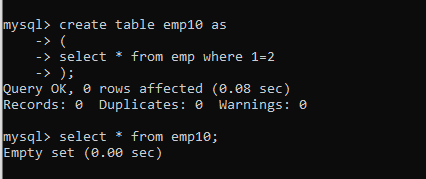 mysql> create table emp10 as
    -> (
    -> select * from emp where 1=2
    -> );
Query OK, 0 rows affected (0.08 sec)
Records: 0  Duplicates: 0  Warnings: 0
mysql> select * from emp10;
Empty set (0.00 sec)